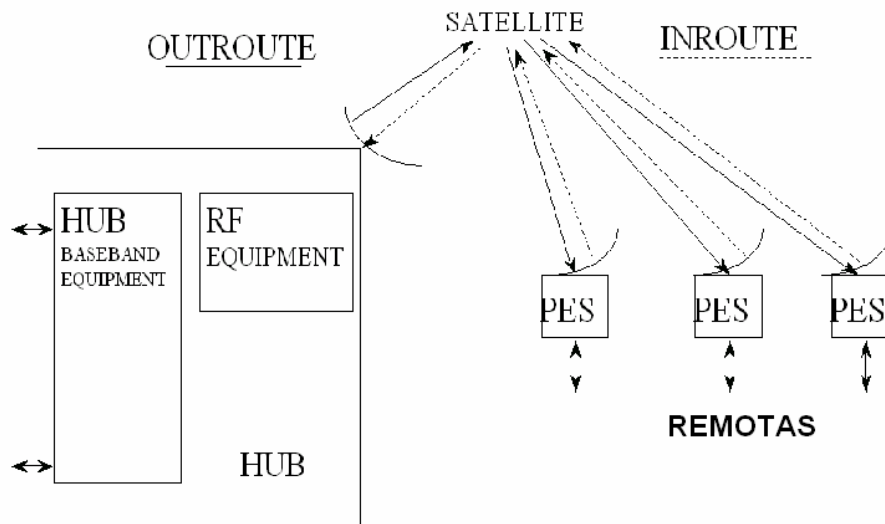 SATELLITE
OUTROUTE
INROUTE
HUB
BASEBAND
EQUIPMENT
RF
EQUIPMENT
HUB
PES
PES
PES
REMOTAS